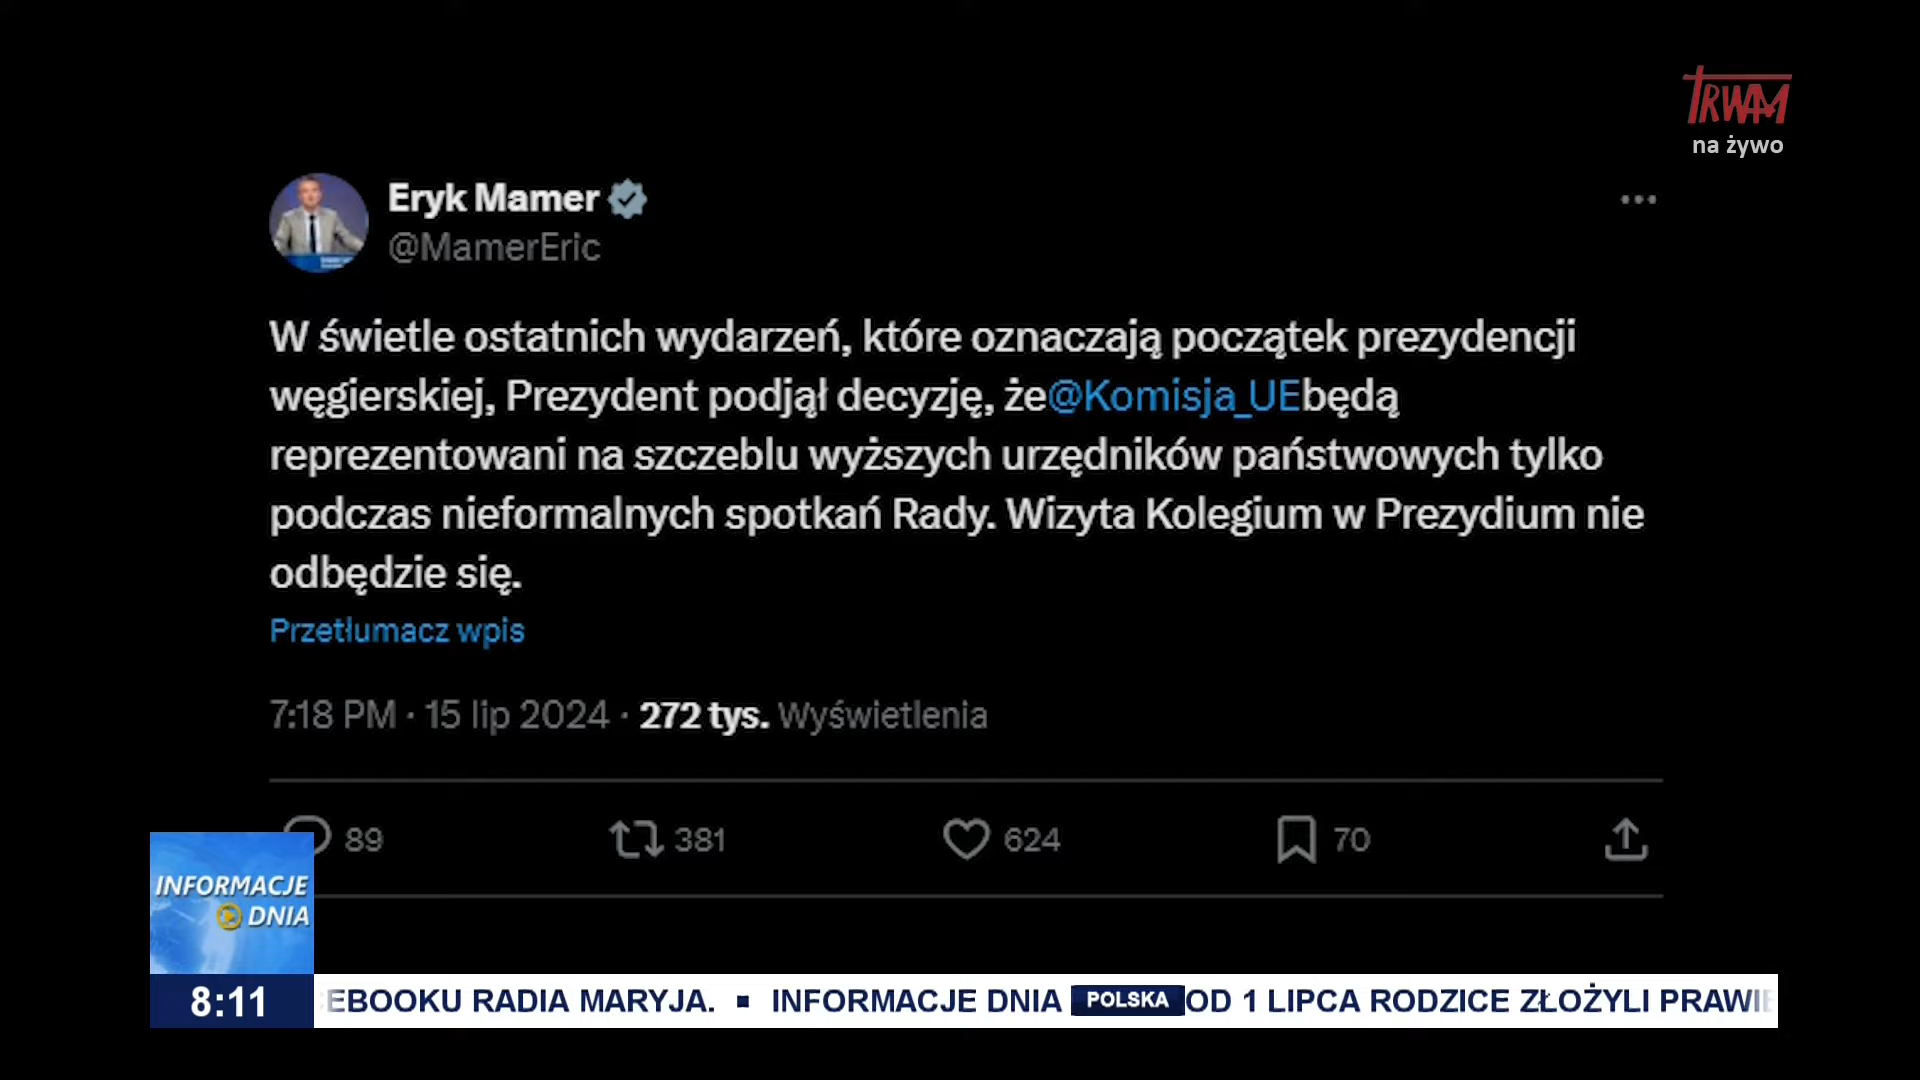 TRWAM
na żywo
Eryk Mamer
@MamerEric
W świetle ostatnich wydarzeń, które oznaczają początek prezydencji
węgierskiej, Prezydent podjął decyzję, że@Komisja_UEbędą
reprezentowani na szczeblu wyższych urzędników państwowych tylko
podczas nieformalnych spotkań Rady. Wizyta Kolegium w Prezydium nie
odbędzie się.
Przetłumacz wpis
7:18 PM · 15 lip 2024 · 272 tys. Wyświetlenia
89 381 624 70
INFORMACJE
DNIA
8:11 EBOOKU RADIA MARYJA. ▪ INFORMACJE DNIA POLSKA OD 1 LIPCA RODZICE ZŁOŻYLI PRAWIE